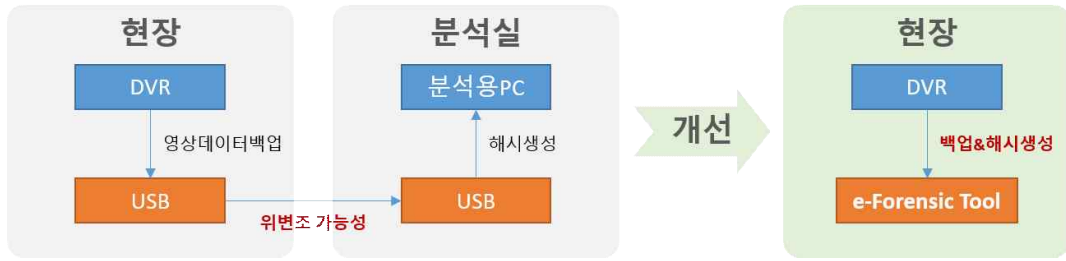 현장
분석실
현장
DVR
분석용PC
DVR
영상데이터백업
해시생성
개선
백업&해시생성
USB
USB
e-Forensic Tool
위변조 가능성